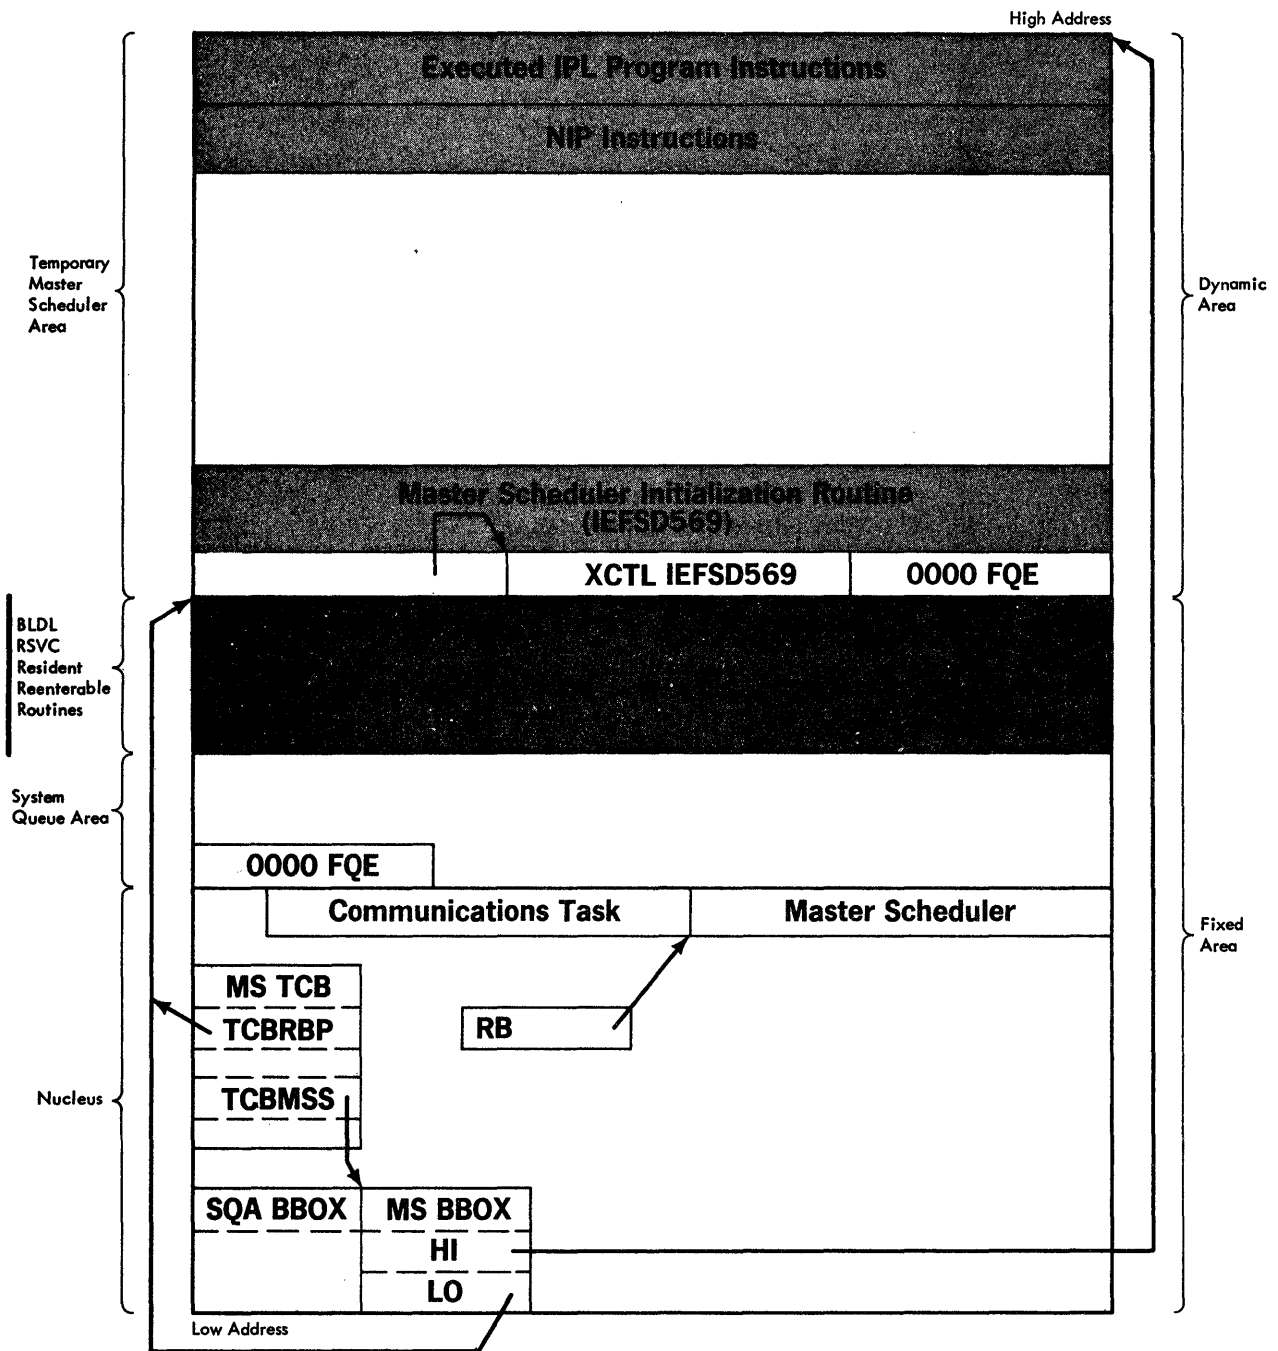 High Address
Executed IPL Program Instructions
NIP Instructions
Temporary
Master
Scheduler
Area
Dynamic
Area
Master Scheduler Initialization Routine
(IEFSD569)
XCTL IEFSD569
0000 FQE
BLDL
RSVC
Resident
Reenterable
Routines
System
Queue Area
0000 FQE
Communications Task
Master Scheduler
Fixed
Area
MS TCB
TCBRBP
RB
TCBMSS
Nucleus
SQA BBOX
MS BBOX
HI
LO
Low Address